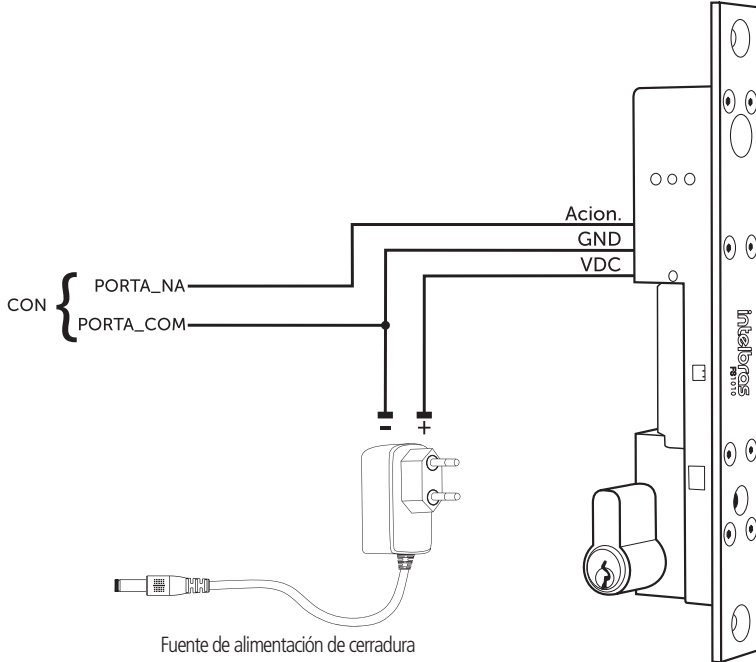 Acion.
GND
VDC
PORTA_NA
CON
PORTA_COM
- +
intelbras
FS1010
Fuente de alimentación de cerradura